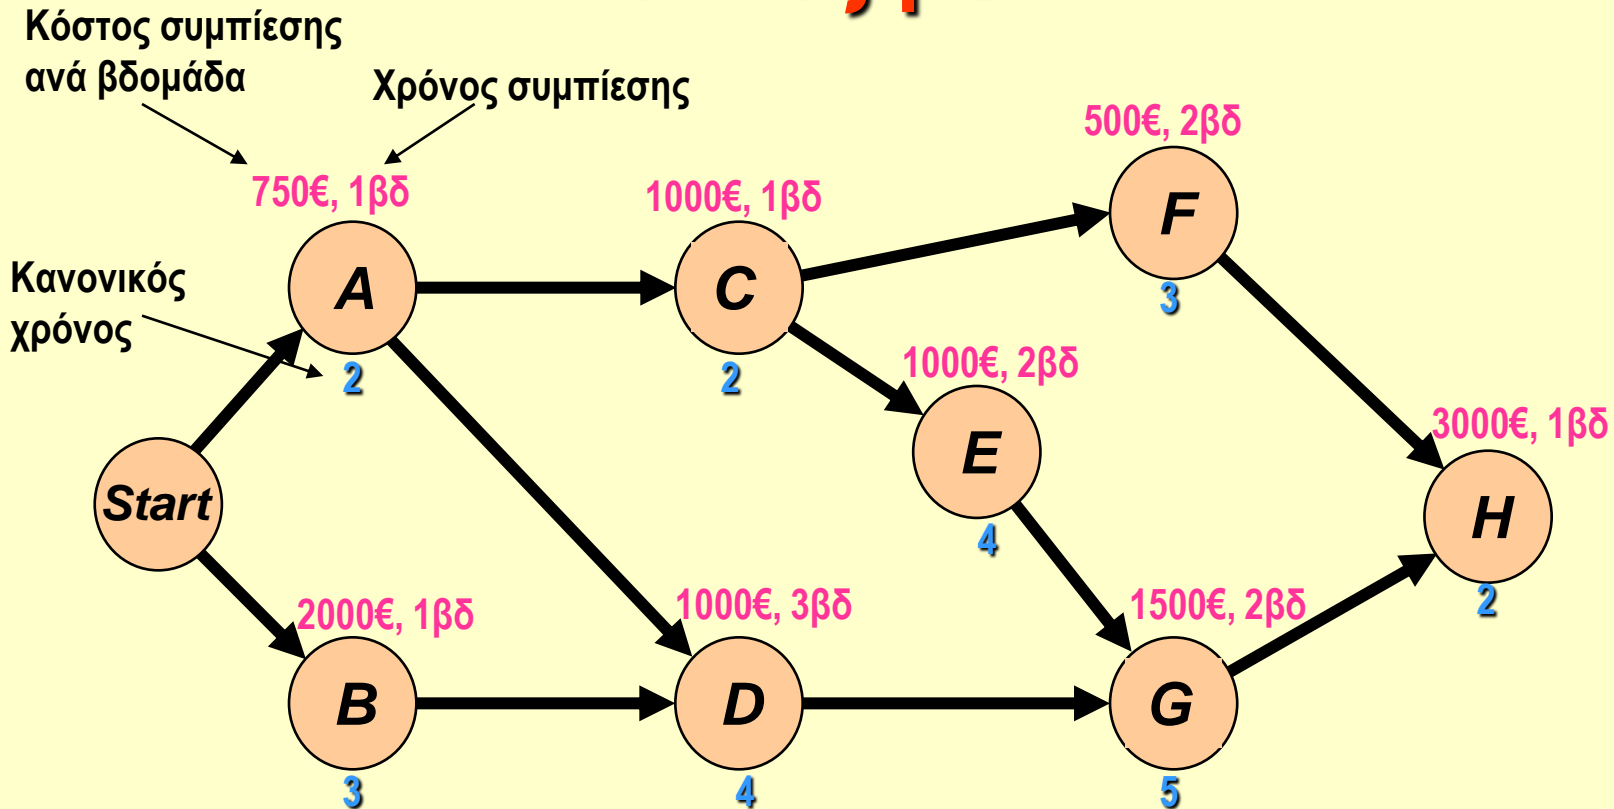 Κόστος συμπίεσης
ανά βδομάδα
Χρόνος συμπίεσης
500€, 2βδ
750€, 1βδ
1000€, 1βδ
F
A
C
3
Κανονικός
χρόνος
2
2
1000€, 2βδ
E
3000€, 1βδ
Start
H
4
2
2000€, 1βδ
1000€, 3βδ
1500€, 2βδ
B
D
G
3
4
5